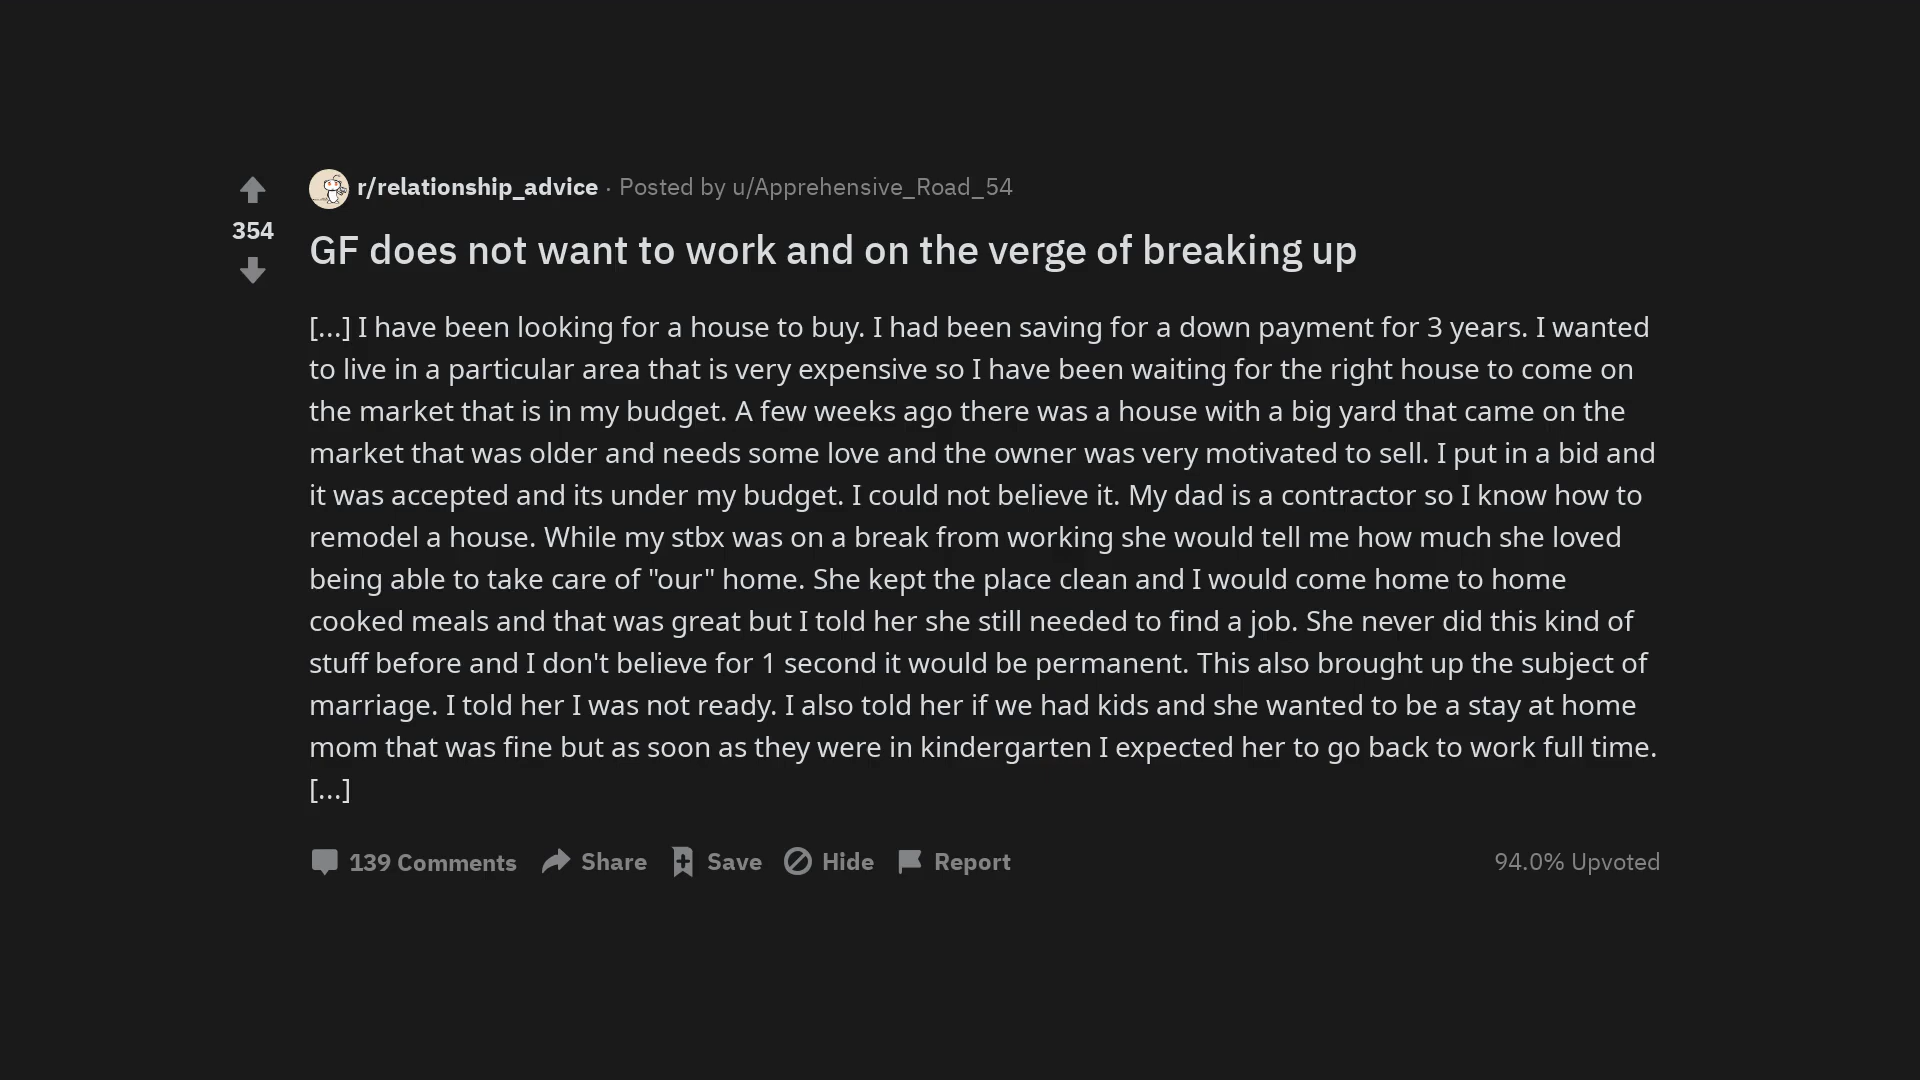 r/relationship_advice · Posted by u/Apprehensive_Road_54
354
GF does not want to work and on the verge of breaking up
[...] I have been looking for a house to buy. I had been saving for a down payment for 3 years. I wanted
to live in a particular area that is very expensive so I have been waiting for the right house to come on
the market that is in my budget. A few weeks ago there was a house with a big yard that came on the
market that was older and needs some love and the owner was very motivated to sell. I put in a bid and
it was accepted and its under my budget. I could not believe it. My dad is a contractor so I know how to
remodel a house. While my stbx was on a break from working she would tell me how much she loved
being able to take care of "our" home. She kept the place clean and I would come home to home
cooked meals and that was great but I told her she still needed to find a job. She never did this kind of
stuff before and I don't believe for 1 second it would be permanent. This also brought up the subject of
marriage. I told her I was not ready. I also told her if we had kids and she wanted to be a stay at home
mom that was fine but as soon as they were in kindergarten I expected her to go back to work full time.
[...]
139 Comments Share Save Hide Report 94.0% Upvoted